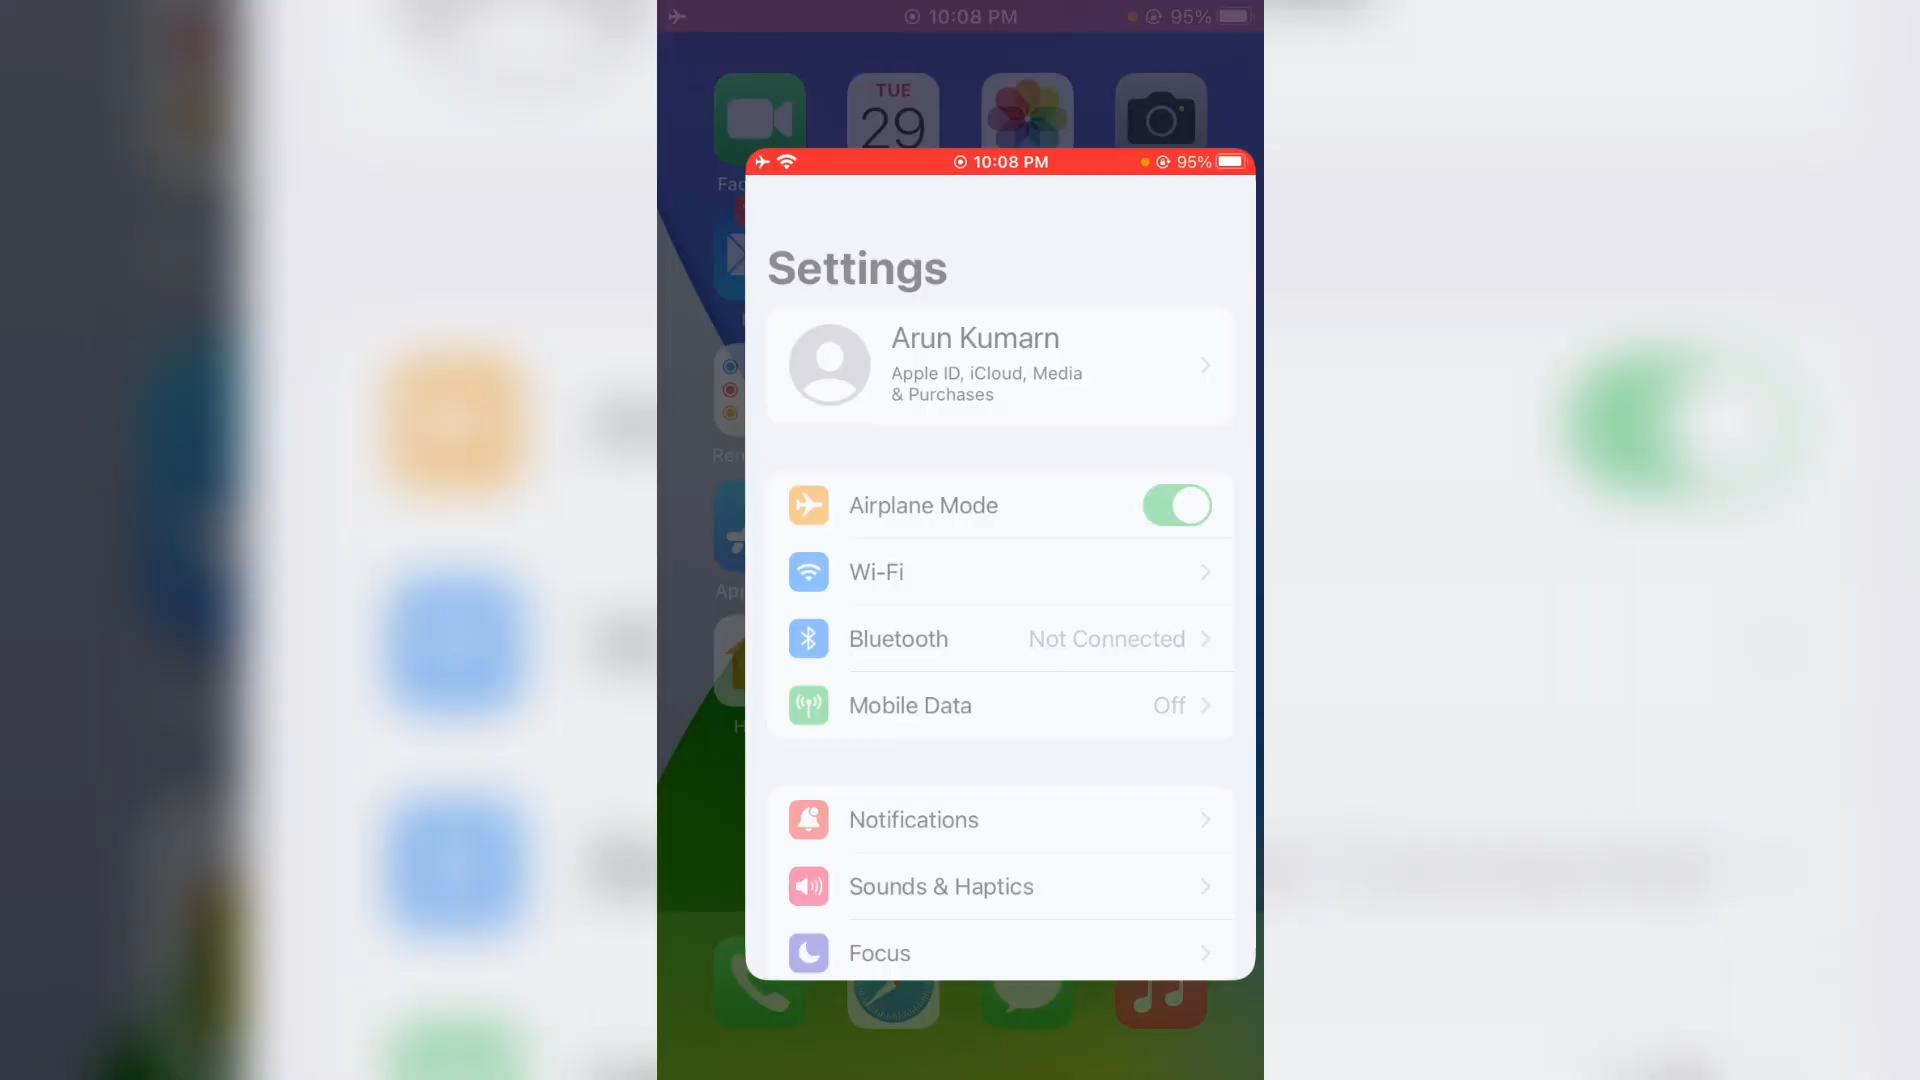 10:08 PM
95%
TUE
29
10:08 PM
95%
Settings
Arun Kumarn
Apple ID, iCloud, Media
& Purchases
Airplane Mode
Wi-Fi
Bluetooth Not Connected
Mobile Data Off
Notifications
Sounds & Haptics
Focus